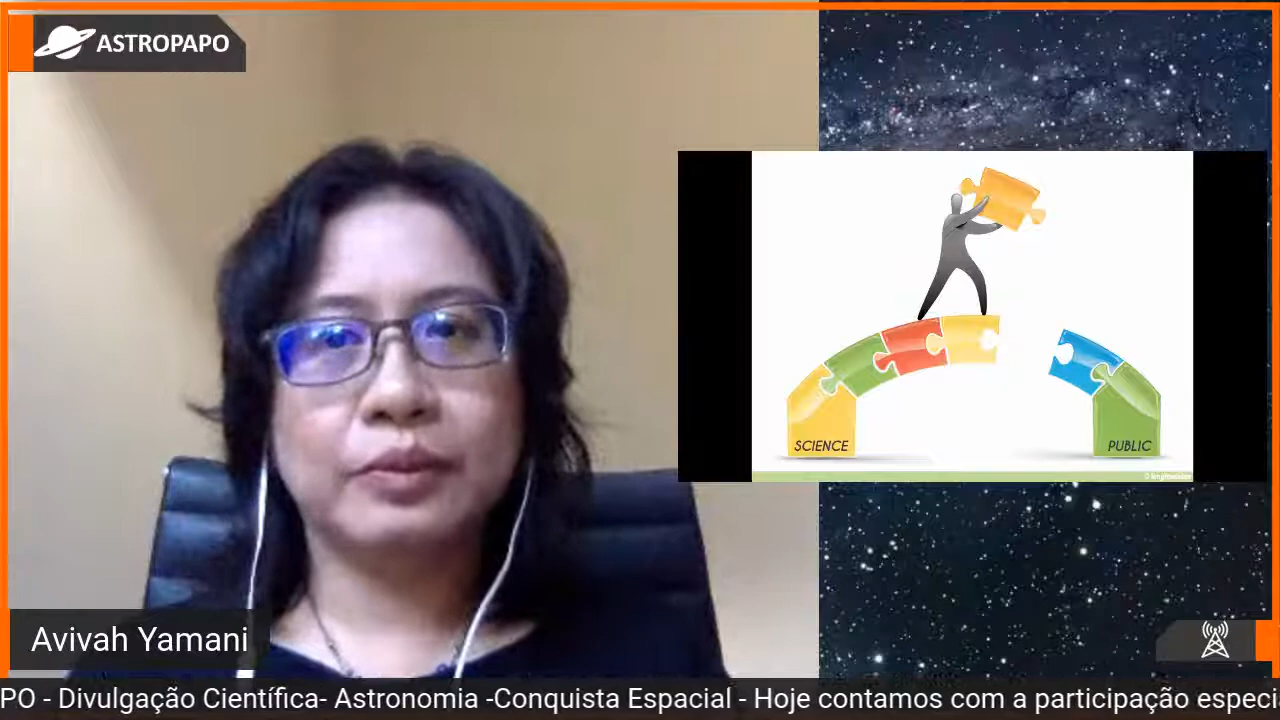 ASTROPAPO
SCIENCE
PUBLIC
Avivah Yamani
PO - Divulgação Científica- Astronomia -Conquista Espacial - Hoje contamos com a participação especi